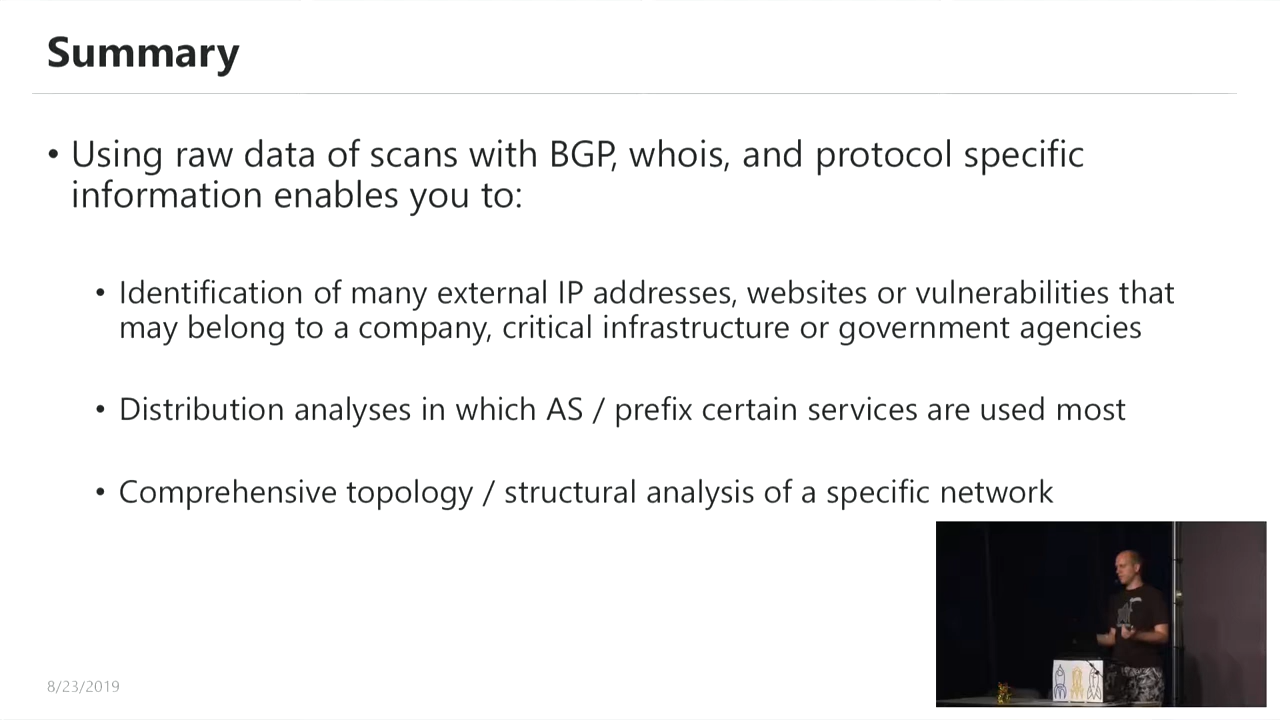 Summary
• Using raw data of scans with BGP, whois, and protocol specific
information enables you to:
• Identification of many external IP addresses, websites or vulnerabilities that
may belong to a company, critical infrastructure or government agencies
• Distribution analyses in which AS / prefix certain services are used most
• Comprehensive topology / structural analysis of a specific network
8/23/2019